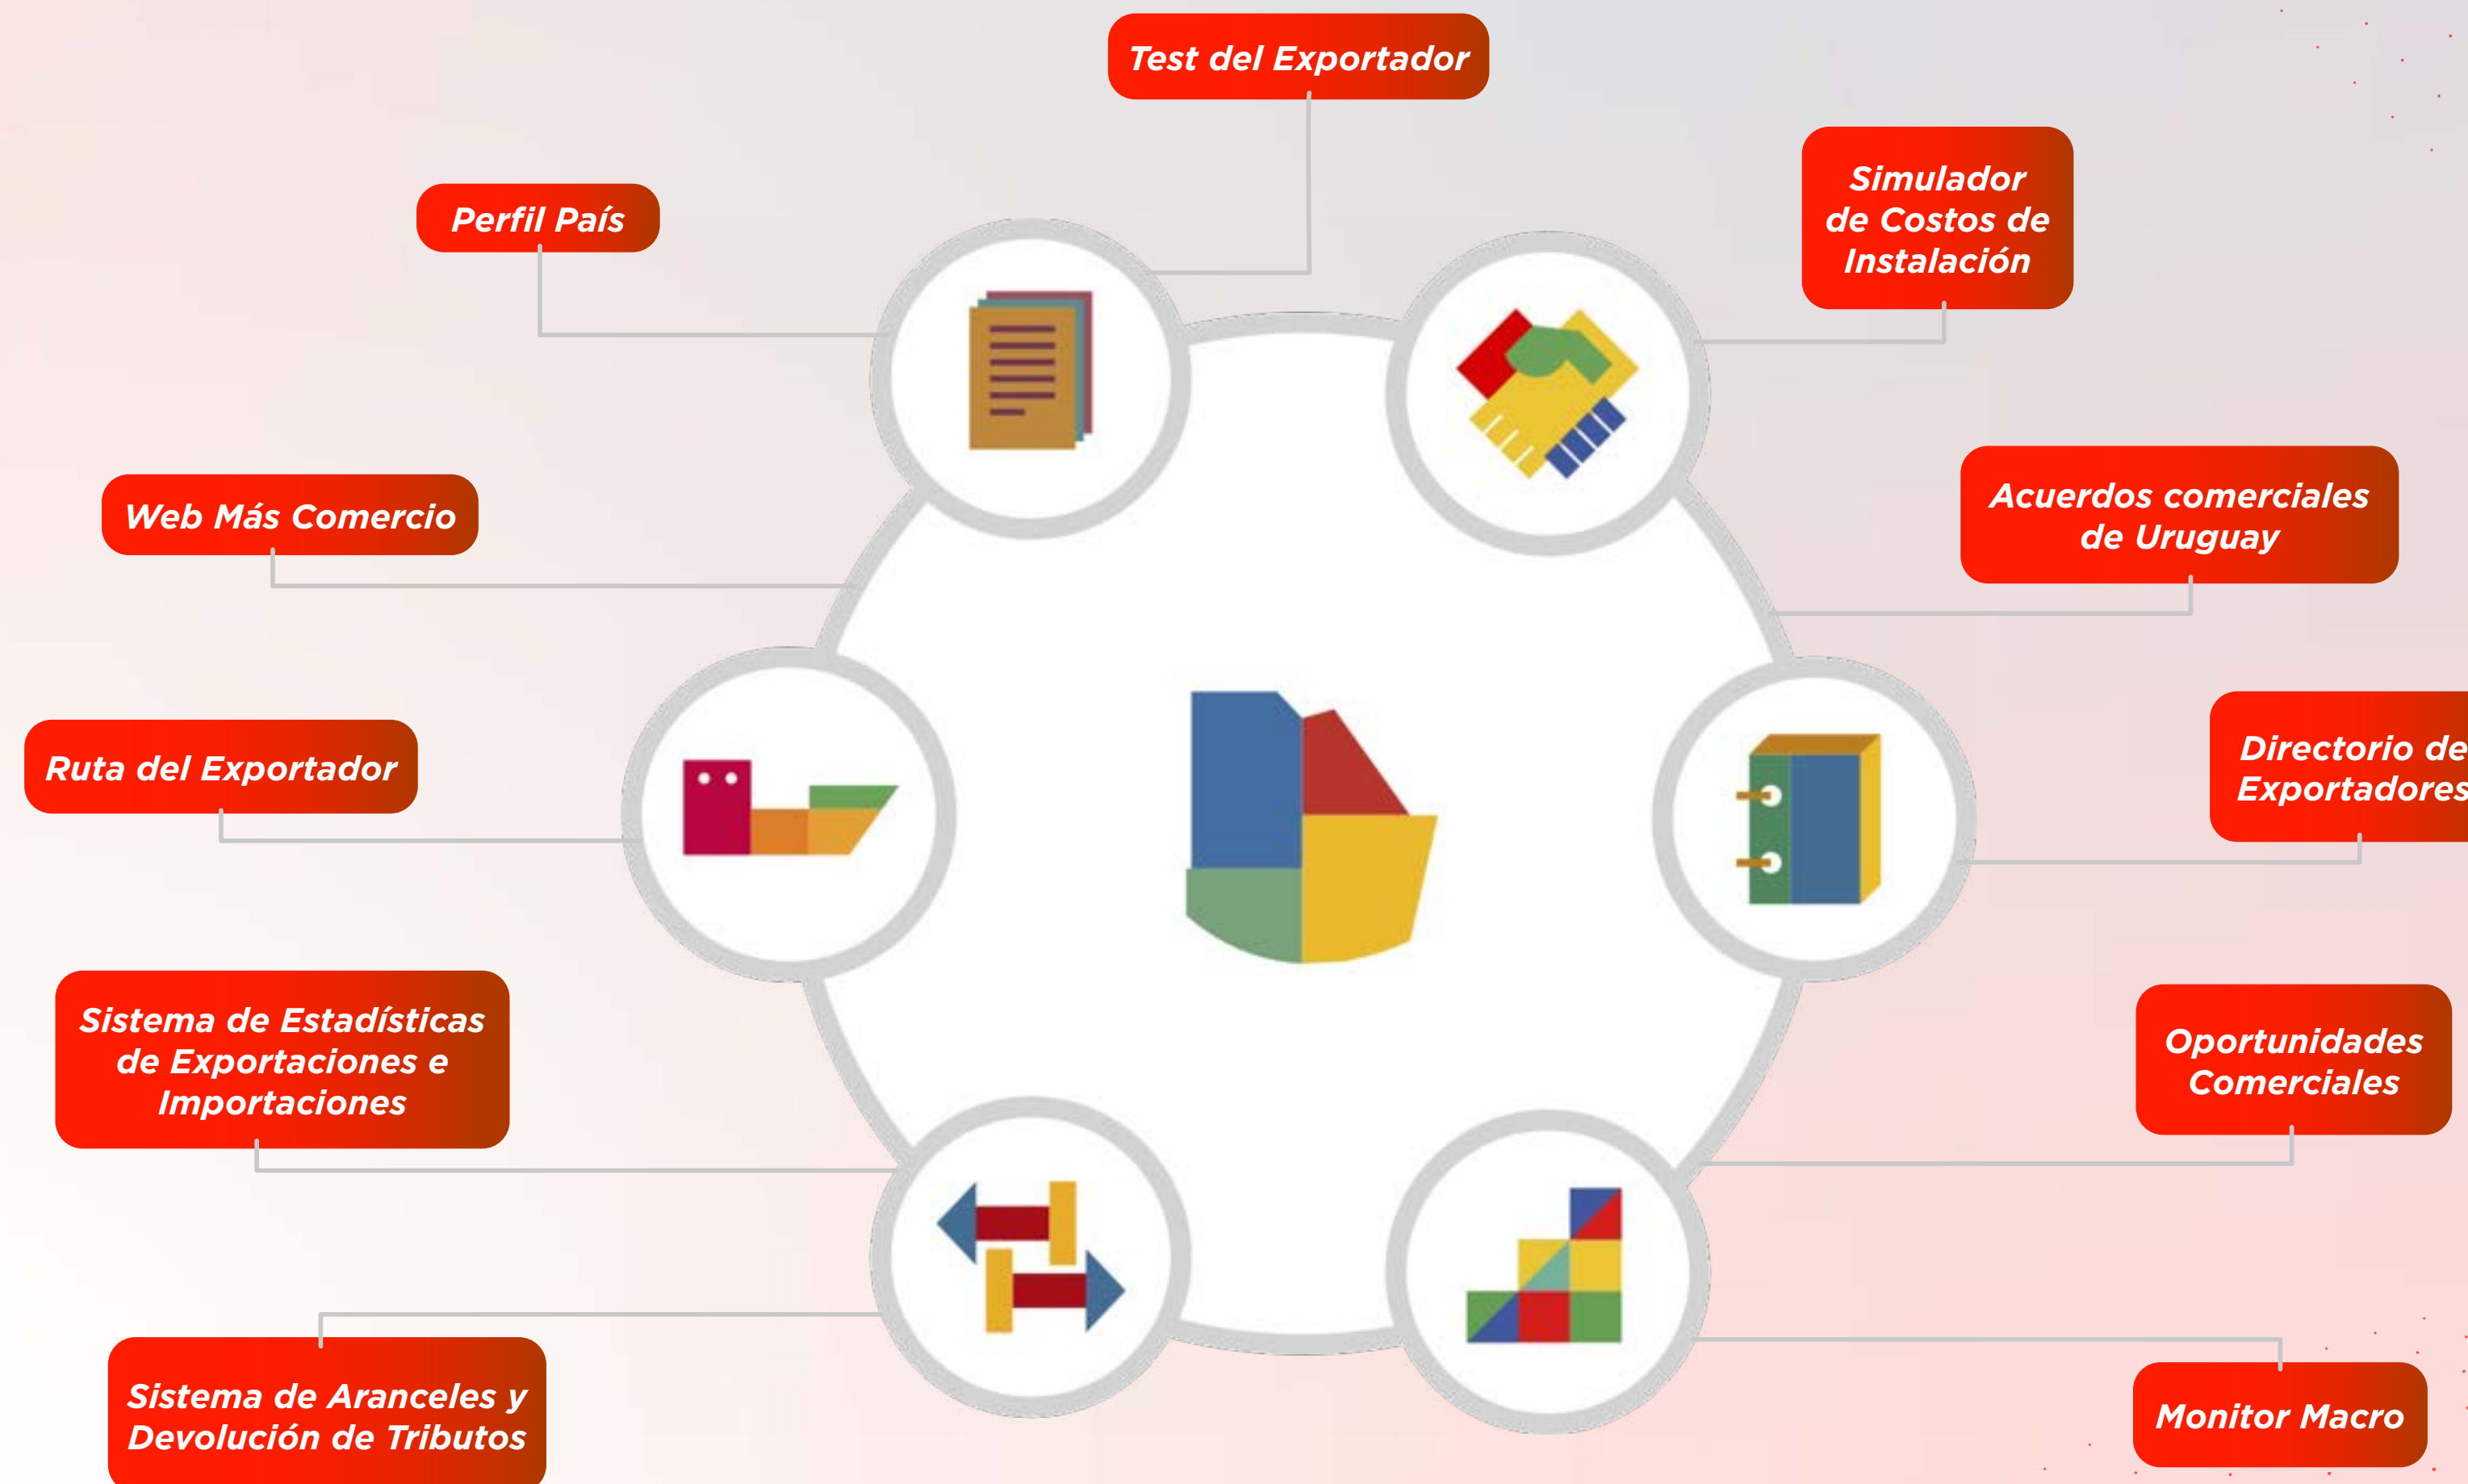 Test del Exportador
Simulador
de Costos de
Instalación
Perfil País
Acuerdos comerciales
de Uruguay
Web Más Comercio
Directorio de
Exportadores
Ruta del Exportador
Sistema de Estadísticas
de Exportaciones e
Importaciones
Oportunidades
Comerciales
Sistema de Aranceles y
Devolución de Tributos
Monitor Macro